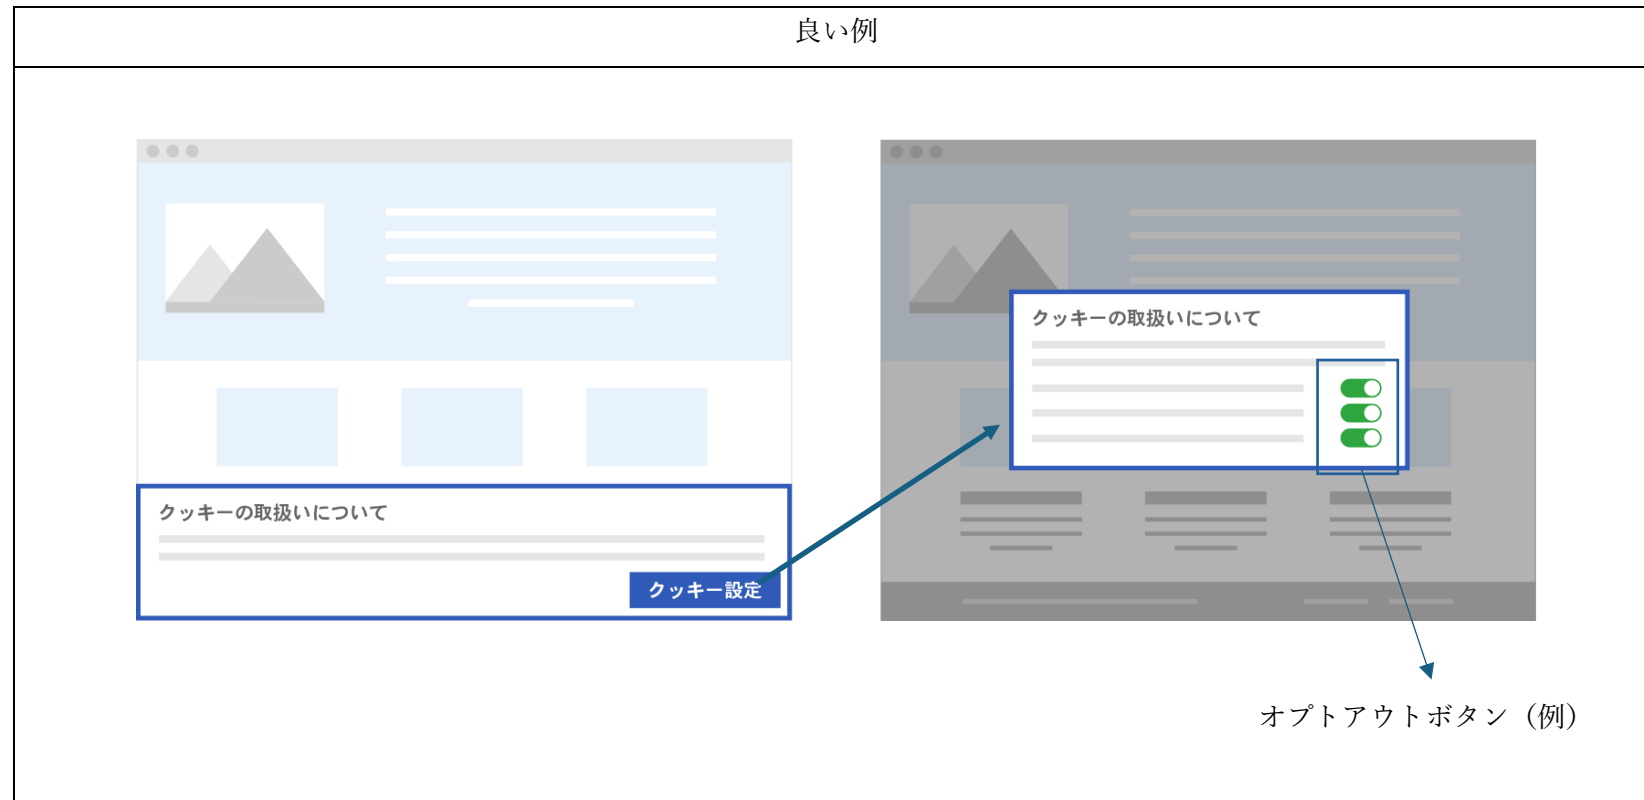 良い例
クッキーの取扱いについて
クッキー設定
クッキーの取扱いについて
オプトアウトボタン（例）